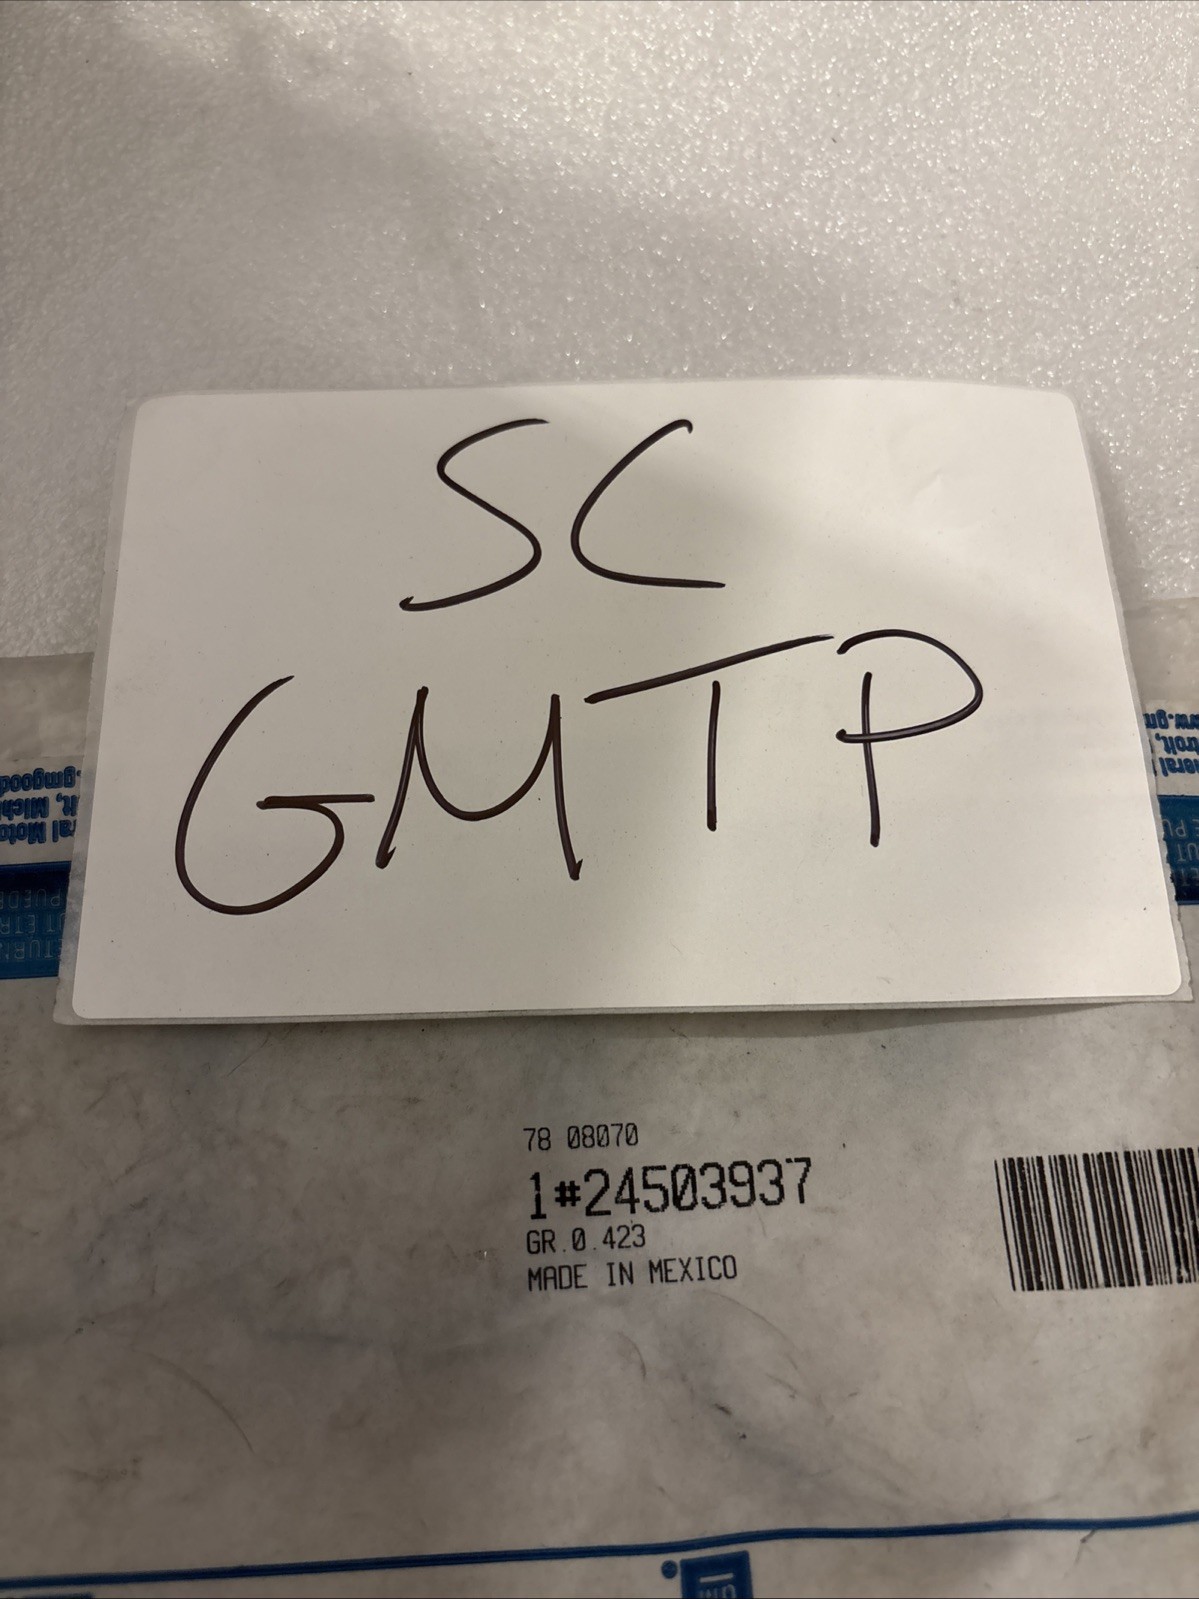 SC
GMTP
78 08070
1#24503937
GR.0.423
MADE IN MEXICO